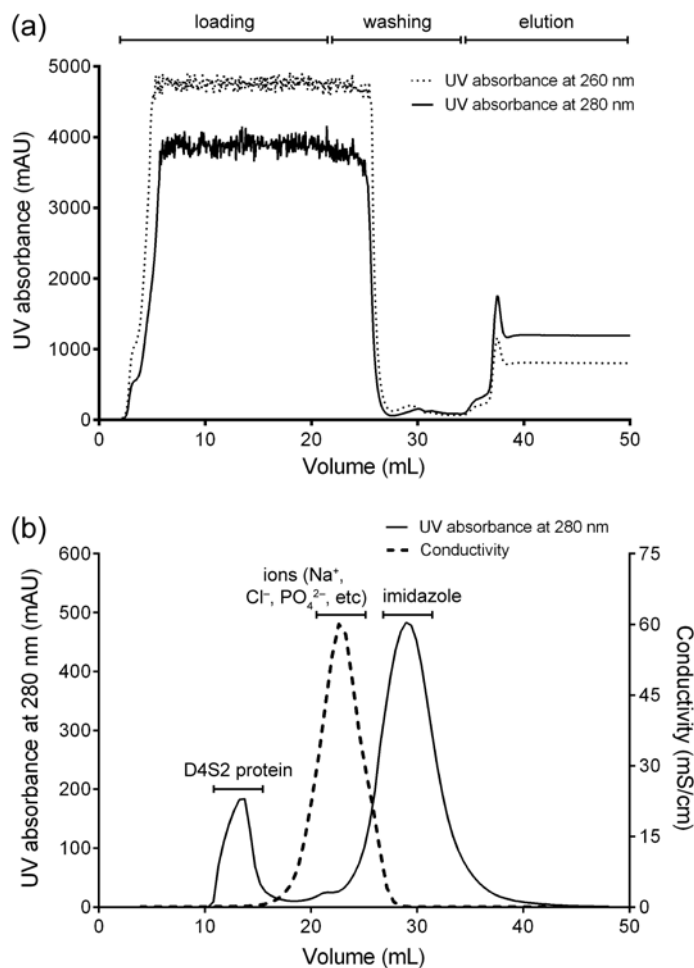 (a)
loading washing elution
UV absorbance at 260 nm
UV absorbance at 280 nm
5000
4000
3000
2000
1000
0
UV absorbance (mAU)
0 10 20 30 40 50
Volume (mL)
(b)
UV absorbance at 280 nm
Conductivity
600
500
400
300
200
100
0
UV absorbance at 280 nm (mAU)
ions (Na⁺,
Cl⁻, PO₄²⁻, etc)
imidazole
D4S2 protein
75
60
45
30
15
0
Conductivity (mS/cm)
0 10 20 30 40 50
Volume (mL)